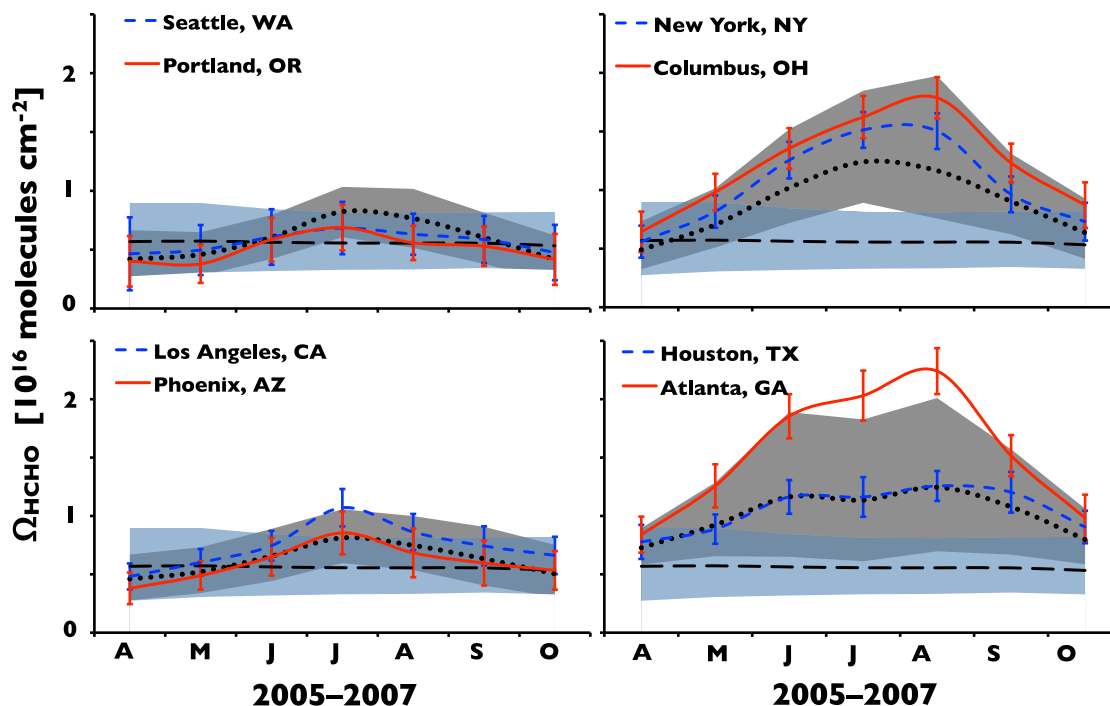 Ω HCHO [10¹⁶ molecules cm⁻²]
2
1
0
Seattle, WA
Portland, OR
New York, NY
Columbus, OH
2
1
0
Los Angeles, CA
Phoenix, AZ
Houston, TX
Atlanta, GA
A M J J A S O
A M J J A S O
2005–2007
2005–2007